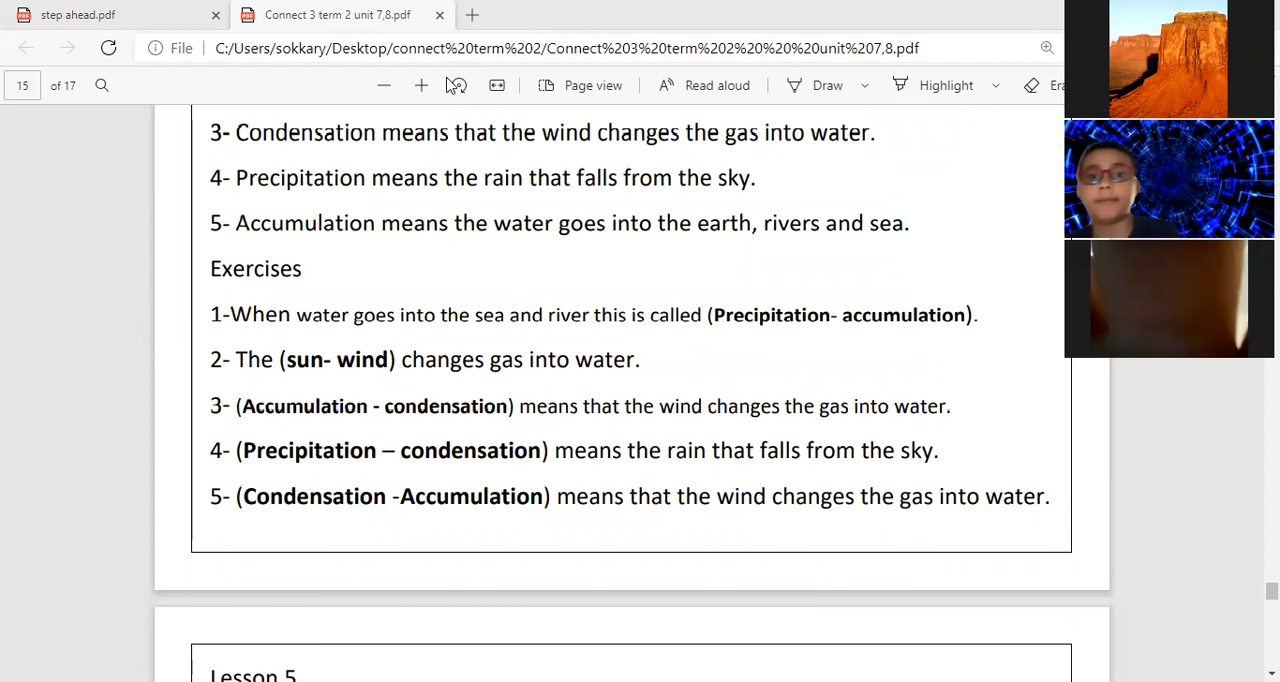 step ahead.pdf
Connect 3 term 2 unit 7,8.pdf
File
C:/Users/sokkary/Desktop/connect%20term%202/Connect%203%20term%202%20%20%20unit%207,8.pdf
15 of 17
Page view
Read aloud
Draw
Highlight
Era
3- Condensation means that the wind changes the gas into water.
4- Precipitation means the rain that falls from the sky.
5- Accumulation means the water goes into the earth, rivers and sea.
Exercises
1-When water goes into the sea and river this is called (Precipitation- accumulation).
2- The (sun- wind) changes gas into water.
3- (Accumulation - condensation) means that the wind changes the gas into water.
4- (Precipitation – condensation) means the rain that falls from the sky.
5- (Condensation -Accumulation) means that the wind changes the gas into water.
Lesson 5